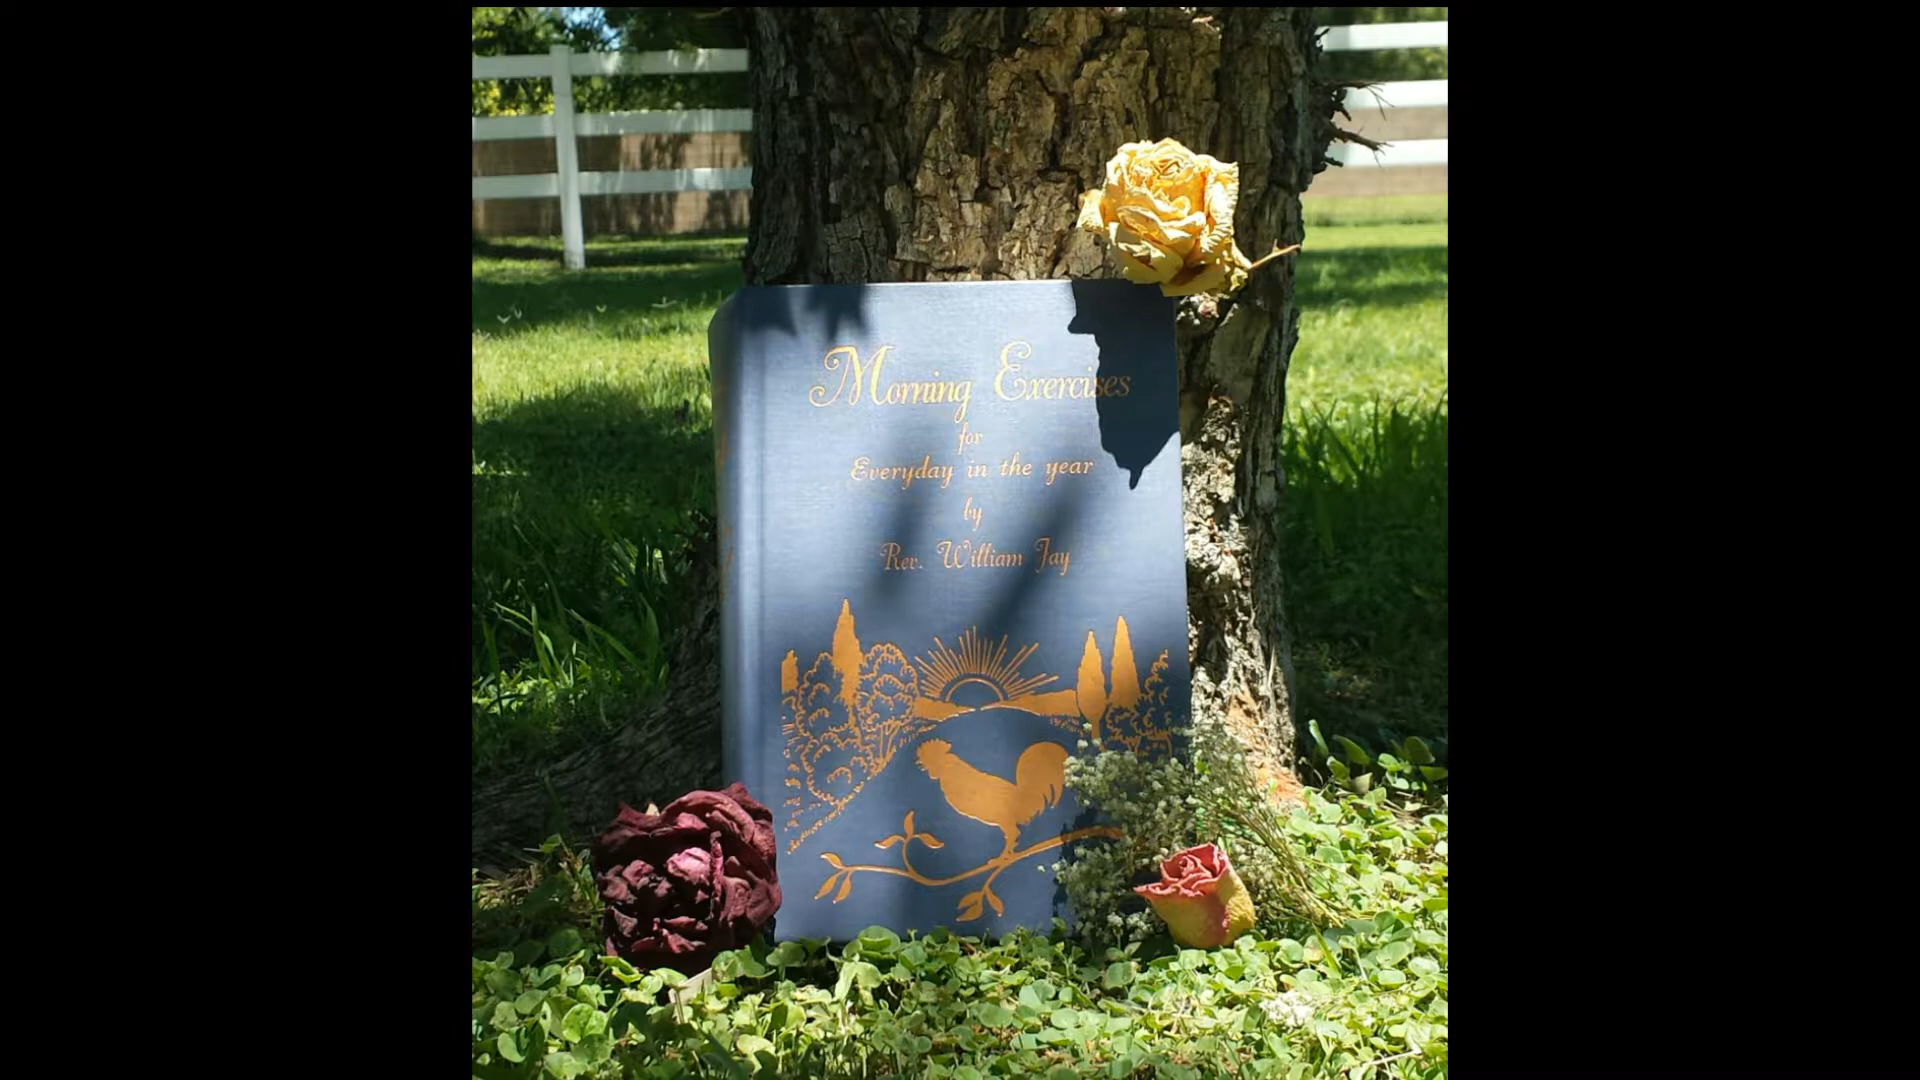 Morning Exercises
for
Everyday in the year
by
Rev. William Jay